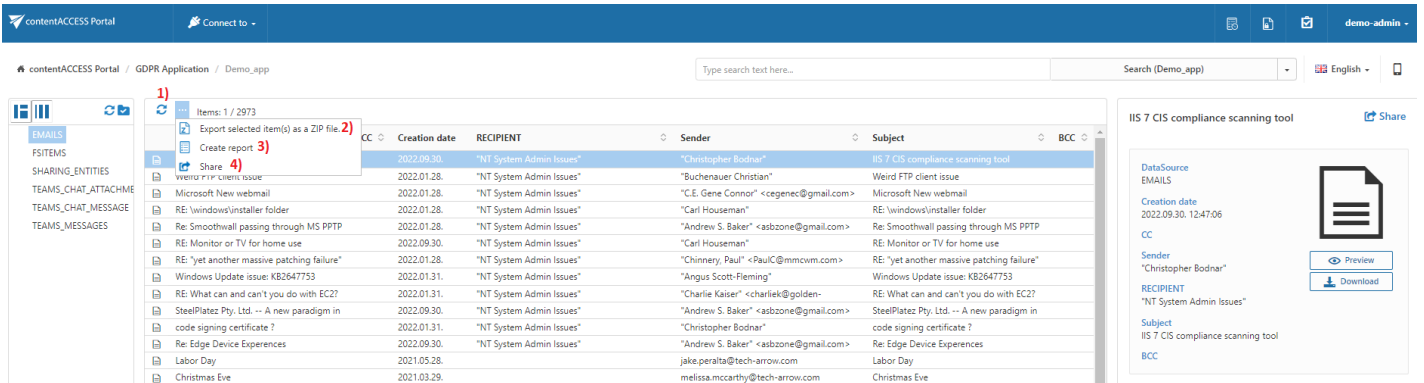 contentACCESS Portal
Connect to
demo-admin
contentACCESS Portal / GDPR Application / Demo_app
Type search text here...
Search (Demo_app)
English
1)
Items: 1 / 2973
EMAILS
FSITEMS
SHARING_ENTITIES
TEAMS_CHAT_ATTACHME
TEAMS_CHAT_MESSAGE
TEAMS_MESSAGES
Export selected item(s) as a ZIP file. 2)
Create report 3)
Share 4)
CC Creation date RECIPIENT Sender Subject BCC
2022.09.30. "NT System Admin Issues" "Christopher Bodnar" IIS 7 CIS compliance scanning tool
Weird FTP client issue 2022.01.28. "NT System Admin Issues" "Buchenauer Christian" Weird FTP client issue
Microsoft New webmail 2022.01.28. "NT System Admin Issues" "C.E. Gene Connor" <cegenec@gmail.com> Microsoft New webmail
RE: \windows\installer folder 2022.01.28. "NT System Admin Issues" "Carl Houseman" RE: \windows\installer folder
Re: Smoothwall passing through MS PPTP 2022.01.28. "NT System Admin Issues" "Andrew S. Baker" <asbzone@gmail.com> Re: Smoothwall passing through MS PPTP
RE: Monitor or TV for home use 2022.09.30. "NT System Admin Issues" "Carl Houseman" RE: Monitor or TV for home use
RE: "yet another massive patching failure" 2022.01.28. "NT System Admin Issues" "Chinnery, Paul" <PaulC@mmcwm.com> RE: "yet another massive patching failure"
Windows Update issue: KB2647753 2022.01.31. "NT System Admin Issues" "Angus Scott-Fleming" Windows Update issue: KB2647753
RE: What can and can't you do with EC2? 2022.01.31. "NT System Admin Issues" "Charlie Kaiser" <charliek@golden- RE: What can and can't you do with EC2?
SteelPlatez Pty. Ltd. -- A new paradigm in 2022.09.30. "NT System Admin Issues" "Andrew S. Baker" <asbzone@gmail.com> SteelPlatez Pty. Ltd. -- A new paradigm in
code signing certificate ? 2022.01.31. "NT System Admin Issues" "Christopher Bodnar" code signing certificate ?
Re: Edge Device Experences 2022.09.30. "NT System Admin Issues" "Andrew S. Baker" <asbzone@gmail.com> Re: Edge Device Experences
Labor Day 2021.05.28. jake.peralta@tech-arrow.com Labor Day
Christmas Eve 2021.03.29. melissa.mccarthy@tech-arrow.com Christmas Eve
IIS 7 CIS compliance scanning tool
Share
DataSource
EMAILS
Creation date
2022.09.30. 12:47:06
CC
Sender
"Christopher Bodnar"
RECIPIENT
"NT System Admin Issues"
Subject
IIS 7 CIS compliance scanning tool
BCC
Preview
Download